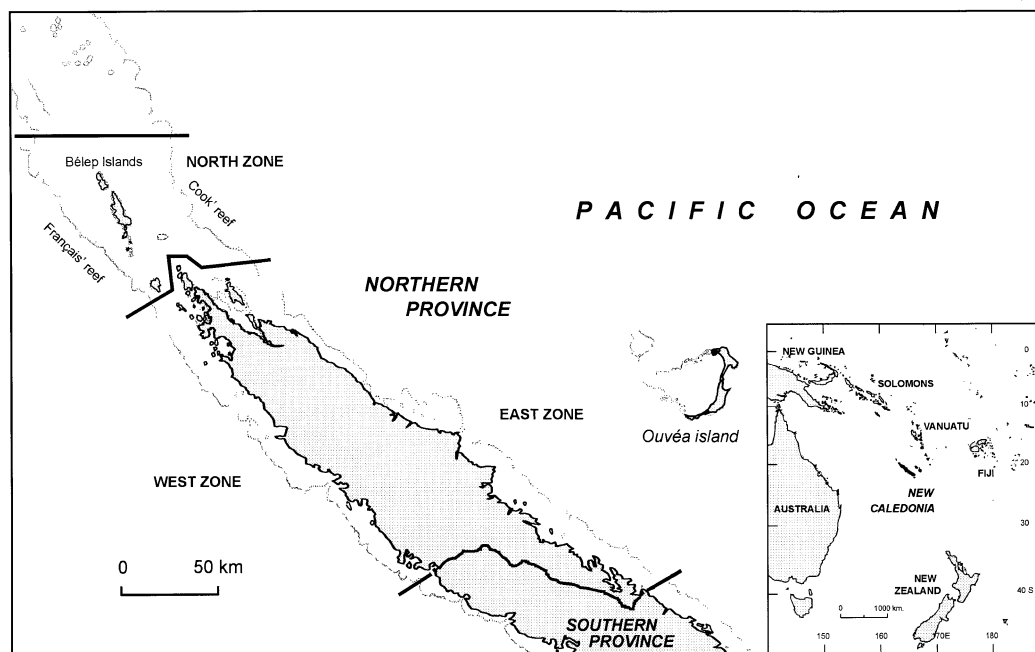 Bélep Islands
NORTH ZONE
Cook' reef
Français' reef
PACIFIC OCEAN
NORTHERN
PROVINCE
EAST ZONE
Ouvéa island
WEST ZONE
0 50 km
SOUTHERN
PROVINCE
NEW GUINEA
0
SOLOMONS
10
VANUATU
20
FIJI
NEW
CALEDONIA
AUSTRALIA
30
NEW
ZEALAND
40 S
0 1000 km.
150 160 170E 180